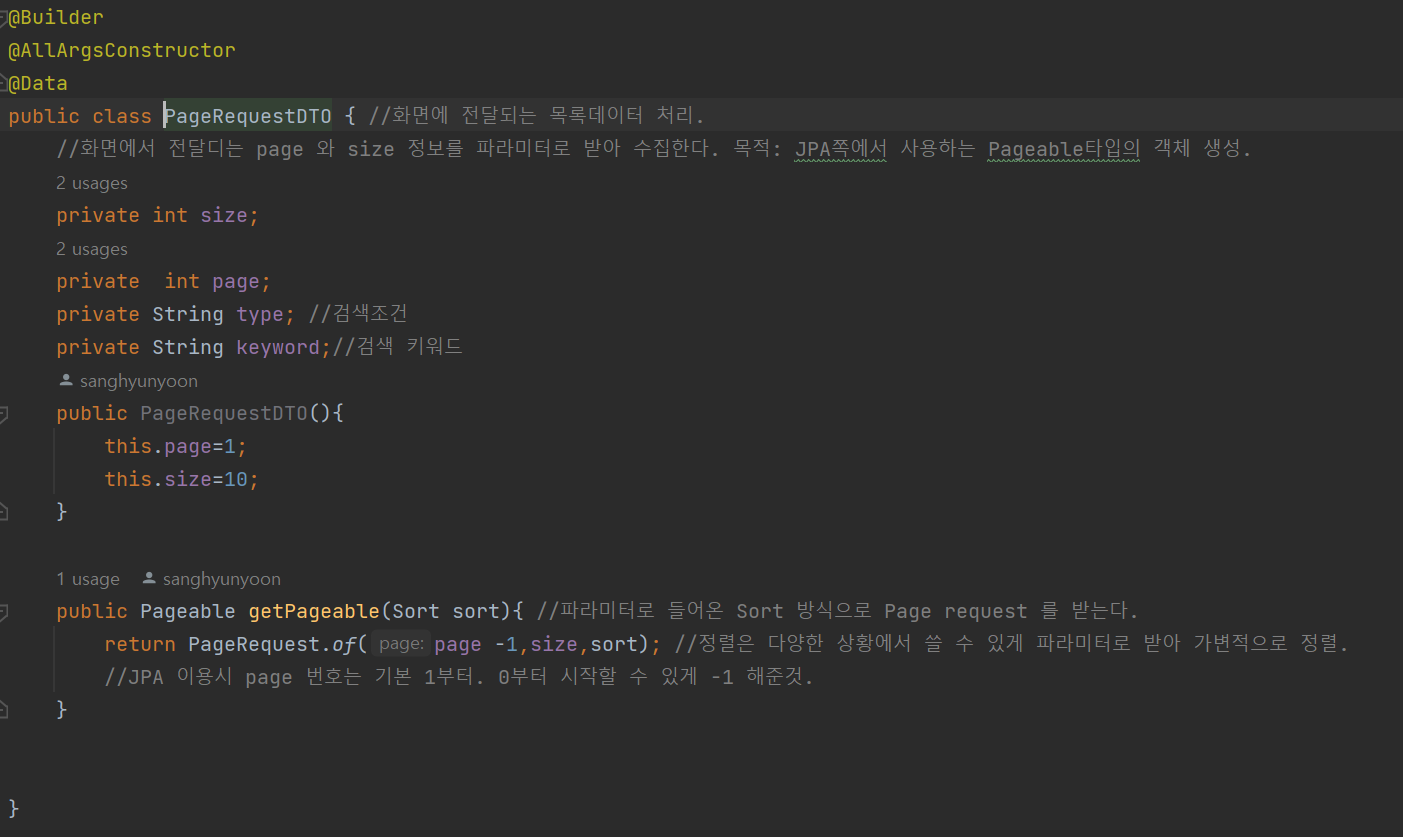 @Builder
@AllArgsConstructor
@Data
public class PageRequestDTO { //화면에 전달되는 목록데이터 처리.
//화면에서 전달디는 page 와 size 정보를 파라미터로 받아 수집한다. 목적: JPA쪽에서 사용하는 Pageable타입의 객체 생성.
2 usages
private int size;
2 usages
private  int page;
private String type; //검색조건
private String keyword;//검색 키워드
sanghyunyoon
public PageRequestDTO(){
this.page=1;
this.size=10;
}
1 usage sanghyunyoon
public Pageable getPageable(Sort sort){ //파라미터로 들어온 Sort 방식으로 Page request 를 받는다.
return PageRequest.of( page: page -1,size,sort); //정렬은 다양한 상황에서 쓸 수 있게 파라미터로 받아 가변적으로 정렬.
//JPA 이용시 page 번호는 기본 1부터. 0부터 시작할 수 있게 -1 해준것.
}
}